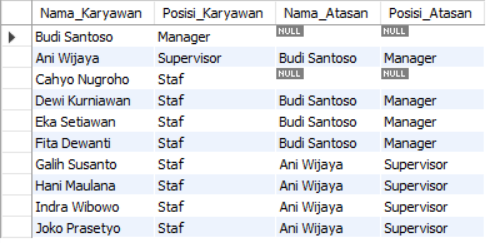 Nama_Karyawan Posisi_Karyawan Nama_Atasan Posisi_Atasan
Budi Santoso Manager NULL NULL
Ani Wijaya Supervisor Budi Santoso Manager
Cahyo Nugroho Staf NULL NULL
Dewi Kurniawan Staf Budi Santoso Manager
Eka Setiawan Staf Budi Santoso Manager
Fita Dewanti Staf Budi Santoso Manager
Galih Susanto Staf Ani Wijaya Supervisor
Hani Maulana Staf Ani Wijaya Supervisor
Indra Wibowo Staf Ani Wijaya Supervisor
Joko Prasetyo Staf Ani Wijaya Supervisor